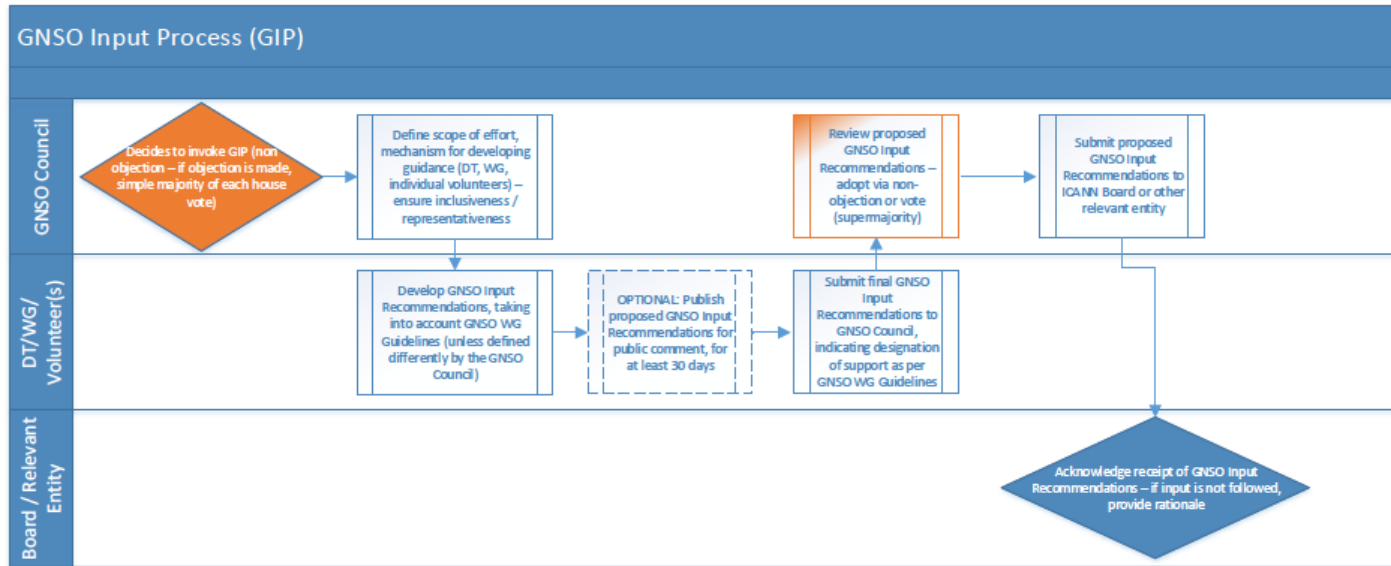 GNSO Input Process (GIP)
GNSO Council
Decides to invoke GIP (non
objection – if objection is made,
simple majority of each house
vote)
Define scope of effort,
mechanism for developing
guidance (DT, WG,
individual volunteers) –
ensure inclusiveness /
representativeness
Review proposed
GNSO Input
Recommendations –
adopt via non-
objection or vote
(supermajority)
Submit proposed
GNSO Input
Recommendations to
ICANN Board or other
relevant entity
DT/WG/
Volunteer(s)
Develop GNSO Input
Recommendations, taking
into account GNSO WG
Guidelines (unless defined
differently by the GNSO
Council)
OPTIONAL: Publish
proposed GNSO Input
Recommendations for
public comment, for
at least 30 days
Submit final GNSO
Input
Recommendations to
GNSO Council,
indicating designation
of support as per
GNSO WG Guidelines
Board / Relevant
Entity
Acknowledge receipt of GNSO Input
Recommendations – if input is not followed,
provide rationale